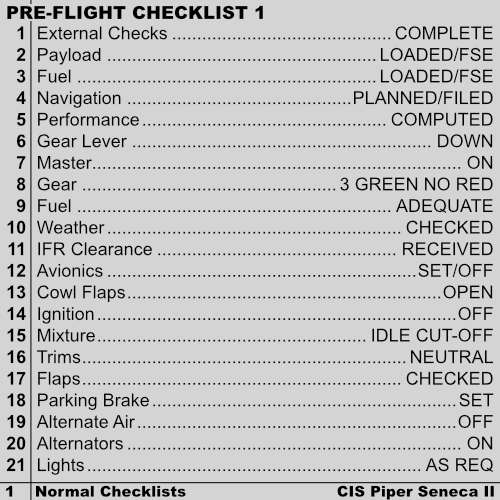 PRE-FLIGHT CHECKLIST 1
1 External Checks ................................... COMPLETE
2 Payload ........................................... LOADED/FSE
3 Fuel ................................................ LOADED/FSE
4 Navigation .....................................PLANNED/FILED
5 Performance....................................... COMPUTED
6 Gear Lever ................................................ DOWN
7 Master........................................................... ON
8 Gear ......................................... 3 GREEN NO RED
9 Fuel .................................................. ADEQUATE
10 Weather................................................ CHECKED
11 IFR Clearance ...................................... RECEIVED
12 Avionics.................................................. SET/OFF
13 Cowl Flaps...................................................OPEN
14 Ignition.........................................................OFF
15 Mixture........................................... IDLE CUT-OFF
16 Trims....................................................NEUTRAL
17 Flaps................................................... CHECKED
18 Parking Brake.................................................SET
19 Alternate Air...................................................OFF
20 Alternators ..................................................... ON
21 Lights...................................................... AS REQ
1 Normal Checklists CIS Piper Seneca II